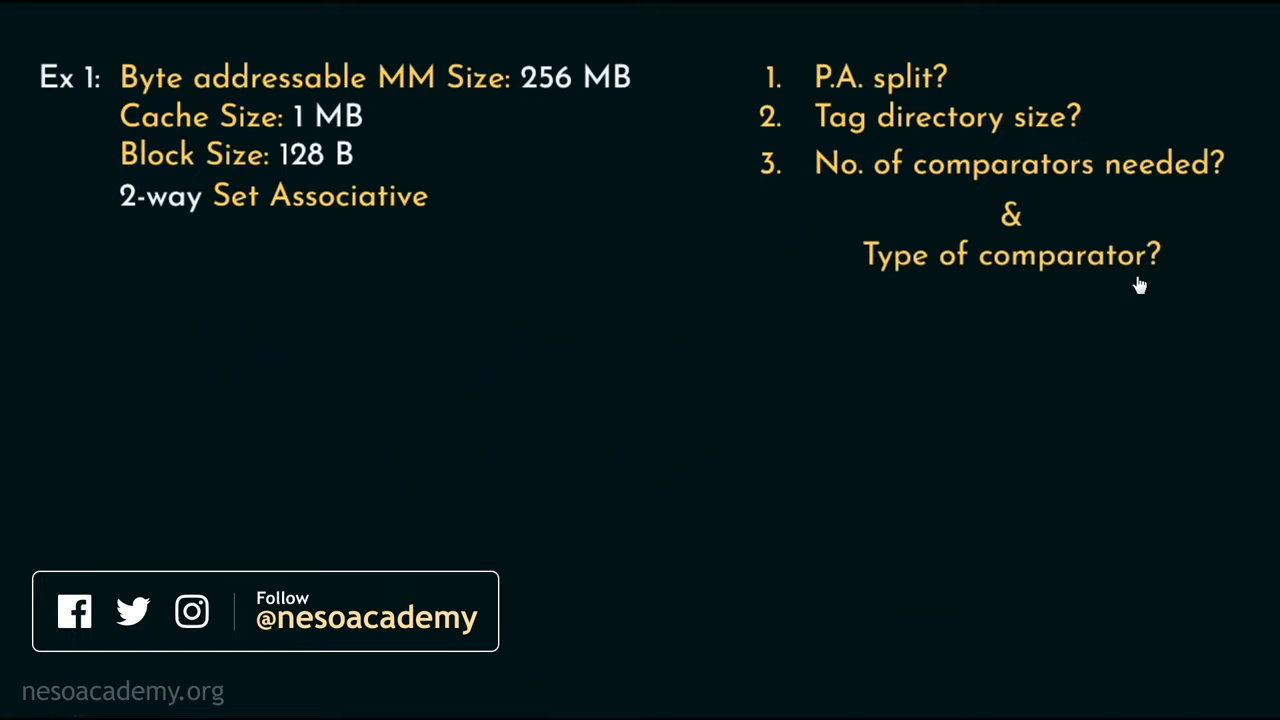 Ex 1: Byte addressable MM Size: 256 MB
Cache Size: 1 MB
Block Size: 128 B
2-way Set Associative
1. P.A. split?
2. Tag directory size?
3. No. of comparators needed?
&
Type of comparator?
Follow
@nesoacademy
nesoacademy.org